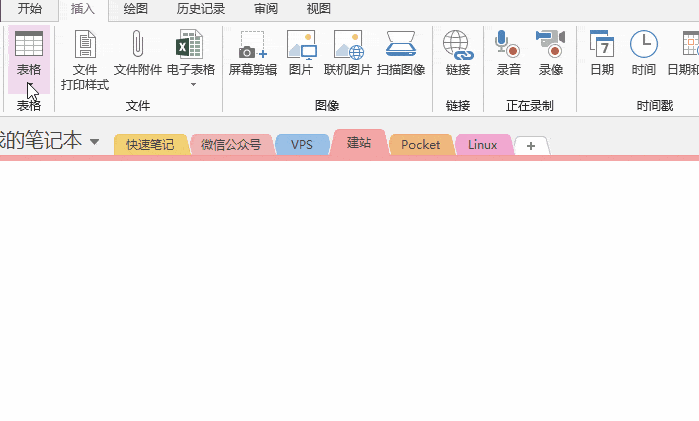 开始 插入 绘图 历史记录 审阅 视图
表格 文件打印样式 文件附件 电子表格 屏幕剪辑 图片 联机图片 扫描图像 链接 录音 录像 日期 时间
表格 文件 图像 链接 正在录制 时间戳
的笔记本 快速笔记 微信公众号 VPS 建站 Pocket Linux +